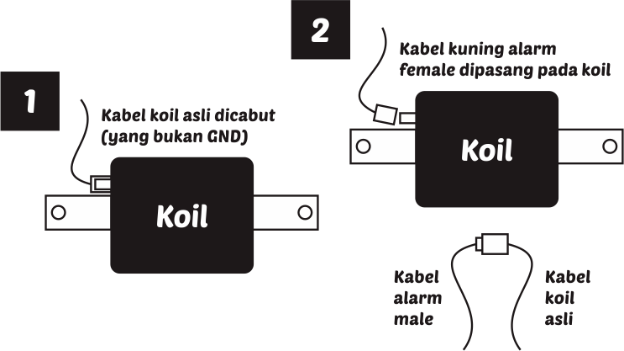 1
Kabel koil asli dicabut
(yang bukan GND)
Koil
2
Kabel kuning alarm
female dipasang pada koil
Koil
Kabel
alarm
male
Kabel
koil
asli